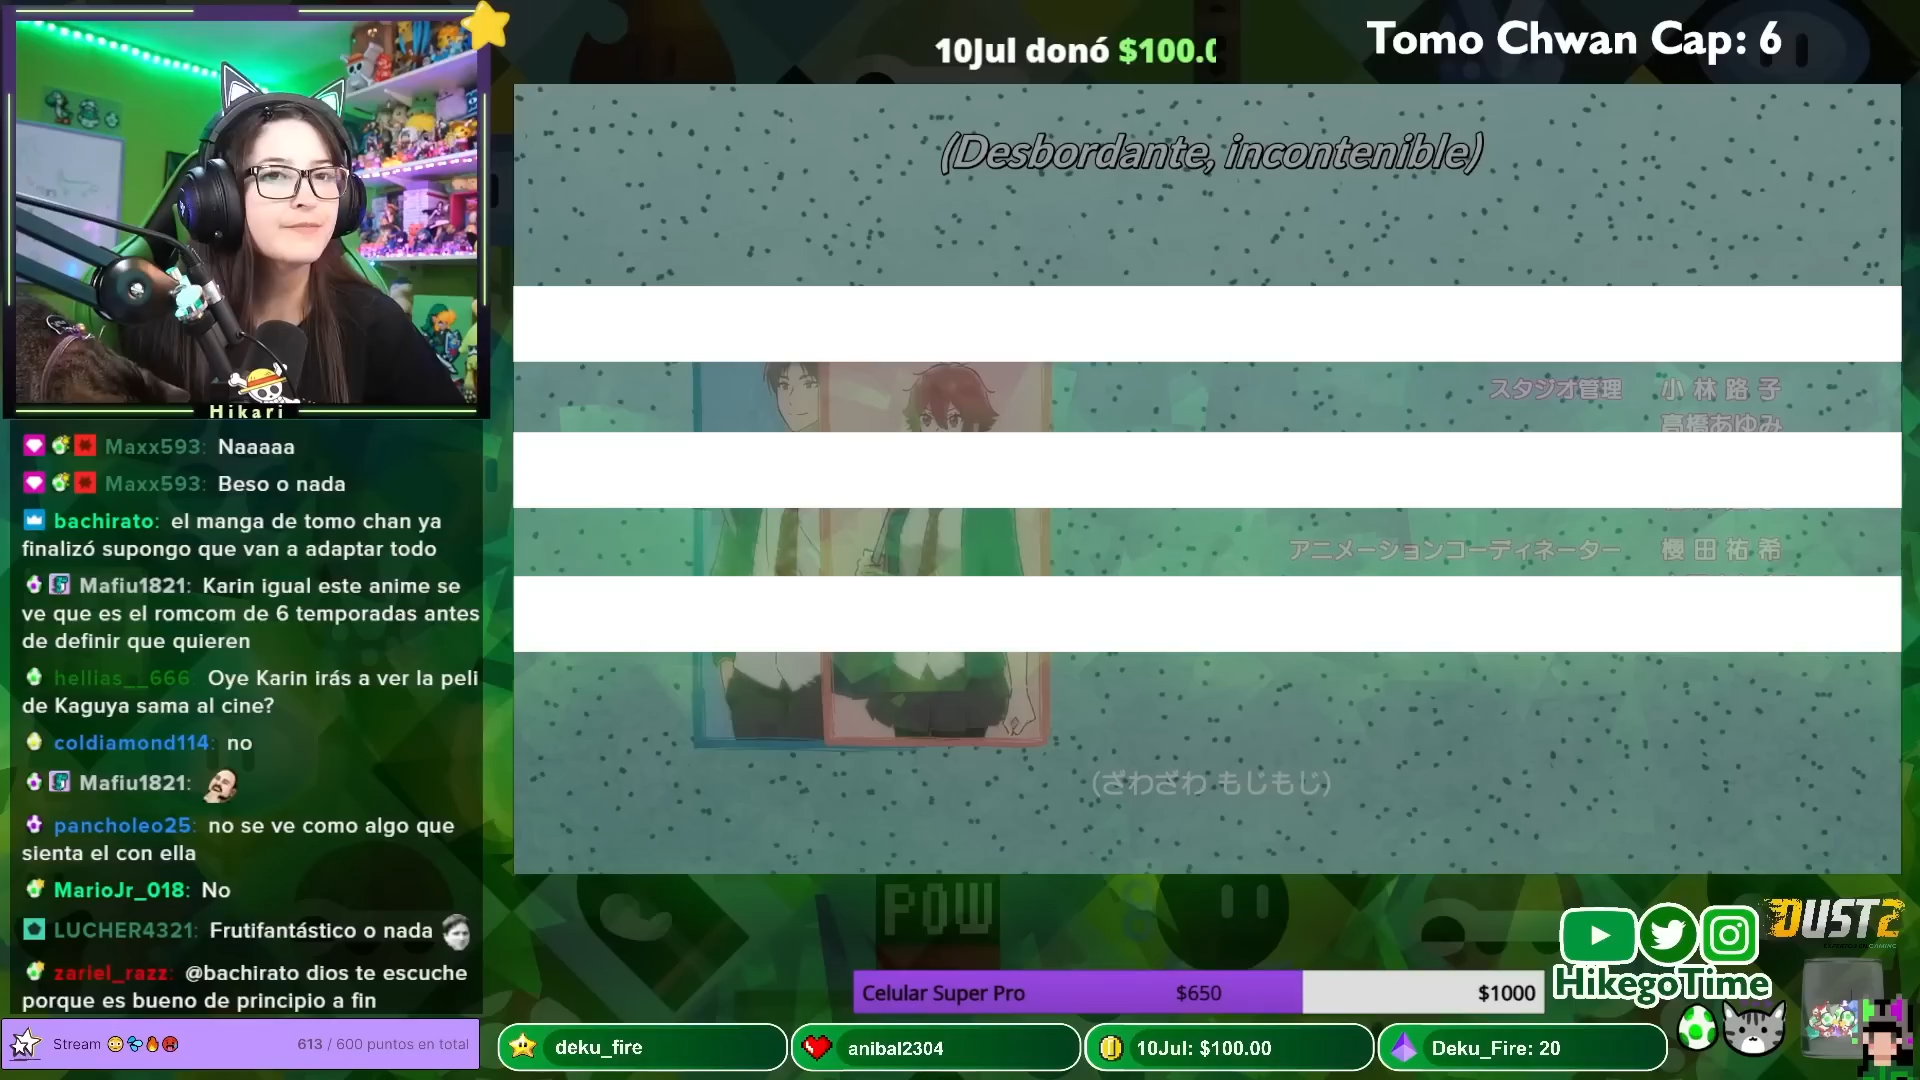 10Jul donó $100.0
Tomo Chwan Cap: 6
(Desbordante, incontenible)
スタジオ管理 小林路子
高橋あゆみ
アニメーションコーディネーター 櫻田祐希
(ざわざわ もじもじ)
Hikari
Maxx593: Naaaaa
Maxx593: Beso o nada
bachirato: el manga de tomo chan ya
finalizó supongo que van a adaptar todo
Mafiu1821: Karin igual este anime se
ve que es el romcom de 6 temporadas antes
de definir que quieren
hellias__666: Oye Karin irás a ver la peli
de Kaguya sama al cine?
coldiamond114: no
Mafiu1821:
pancholeo25: no se ve como algo que
sienta el con ella
MarioJr_018: No
LUCHER4321: Frutifantástico o nada
zariel_razz: @bachirato dios te escuche
porque es bueno de principio a fin
Stream 613 / 600 puntos en total
POW
Celular Super Pro $650 $1000
DUST2
HikegoTime
deku_fire
anibal2304
10Jul: $100.00
Deku_Fire: 20